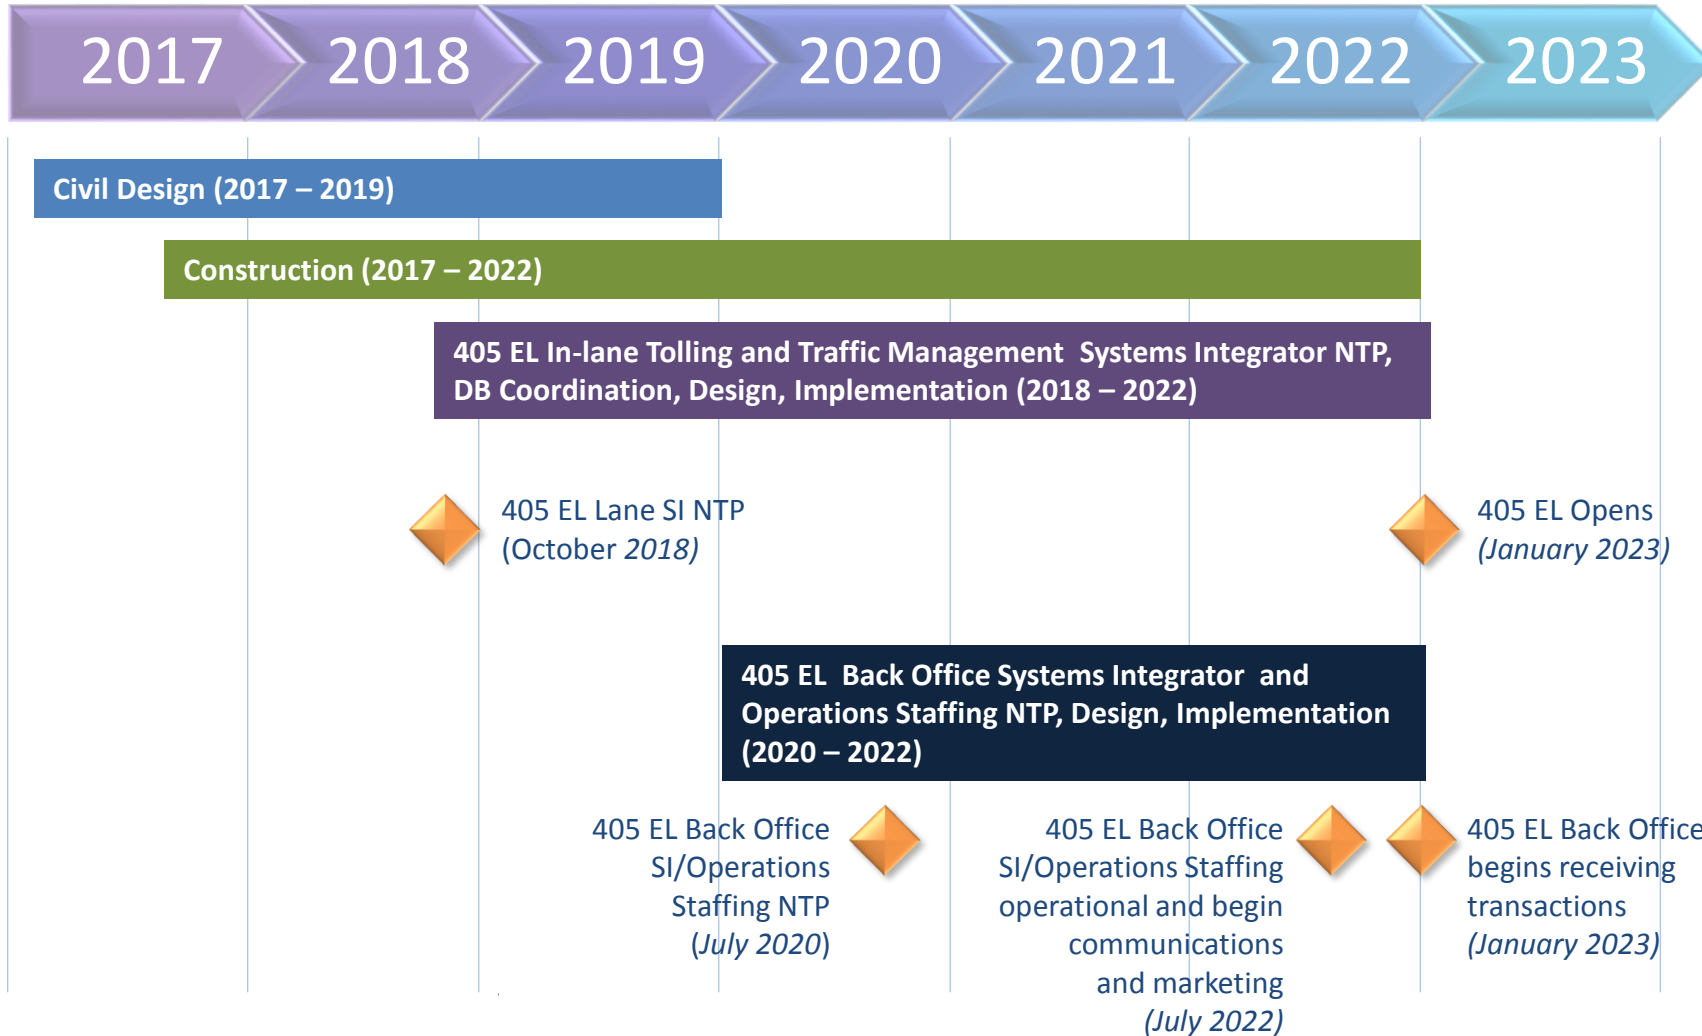 2017 2018 2019 2020 2021 2022 2023
Civil Design (2017 – 2019)
Construction (2017 – 2022)
405 EL In-lane Tolling and Traffic Management  Systems Integrator NTP,
DB Coordination, Design, Implementation (2018 – 2022)
405 EL Lane SI NTP
(October 2018)
405 EL Opens
(January 2023)
405 EL  Back Office Systems Integrator  and
Operations Staffing NTP, Design, Implementation
(2020 – 2022)
405 EL Back Office
SI/Operations
Staffing NTP
(July 2020)
405 EL Back Office
SI/Operations Staffing
operational and begin
communications
and marketing
(July 2022)
405 EL Back Office
begins receiving
transactions
(January 2023)